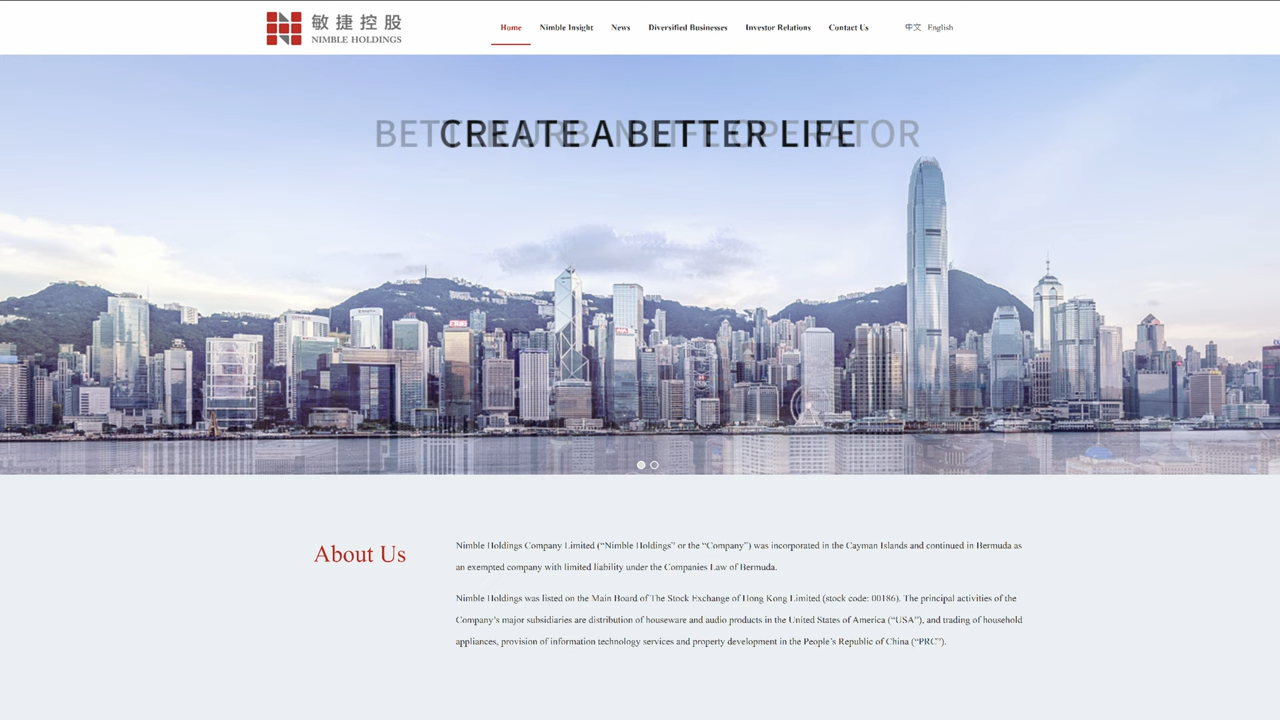 敏捷控股
NIMBLE HOLDINGS
Home Nimble Insight News Diversified Businesses Investor Relations Contact Us 中文 English
BETTER URBAN LIFE OPERATOR
CREATE A BETTER LIFE
About Us
Nimble Holdings Company Limited (“Nimble Holdings” or the “Company”) was incorporated in the Cayman Islands and continued in Bermuda as
an exempted company with limited liability under the Companies Law of Bermuda.
Nimble Holdings was listed on the Main Board of The Stock Exchange of Hong Kong Limited (stock code: 00186). The principal activities of the
Company’s major subsidiaries are distribution of houseware and audio products in the United States of America (“USA”), and trading of household
appliances, provision of information technology services and property development in the People’s Republic of China (“PRC”).